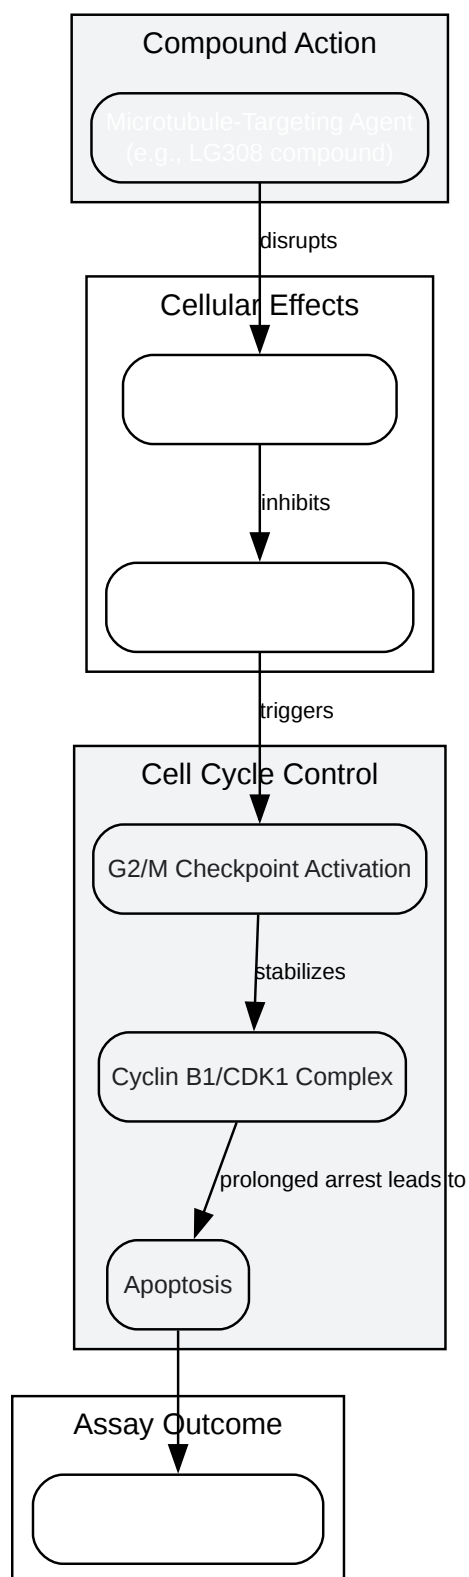 Compound Action
Microtubule-Targeting Agent
(e.g., LG308 compound)
disrupts
Cellular Effects
inhibits
triggers
Cell Cycle Control
G2/M Checkpoint Activation
stabilizes
Cyclin B1/CDK1 Complex
prolonged arrest leads to
Apoptosis
Assay Outcome